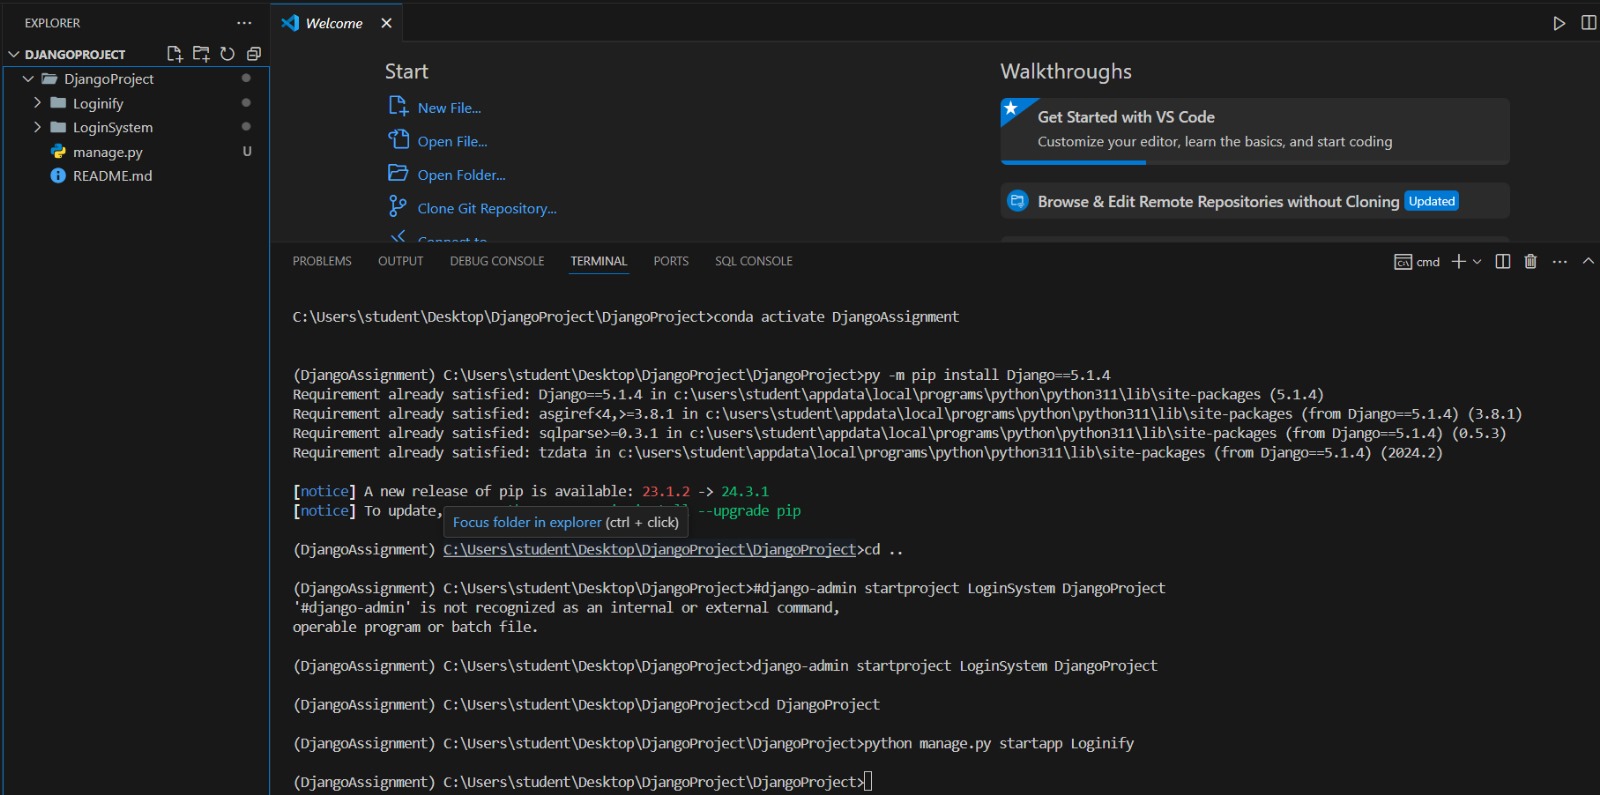 EXPLORER
Welcome
DJANGOPROJECT
DjangoProject
Loginify
LoginSystem
manage.py U
README.md
Start
New File...
Open File...
Open Folder...
Clone Git Repository...
Connect to
Walkthroughs
Get Started with VS Code
Customize your editor, learn the basics, and start coding
Browse & Edit Remote Repositories without Cloning Updated
PROBLEMS OUTPUT DEBUG CONSOLE TERMINAL PORTS SQL CONSOLE cmd
C:\Users\student\Desktop\DjangoProject\DjangoProject>conda activate DjangoAssignment
(DjangoAssignment) C:\Users\student\Desktop\DjangoProject\DjangoProject>py -m pip install Django==5.1.4
Requirement already satisfied: Django==5.1.4 in c:\users\student\appdata\local\programs\python\python311\lib\site-packages (5.1.4)
Requirement already satisfied: asgiref<4,>=3.8.1 in c:\users\student\appdata\local\programs\python\python311\lib\site-packages (from Django==5.1.4) (3.8.1)
Requirement already satisfied: sqlparse>=0.3.1 in c:\users\student\appdata\local\programs\python\python311\lib\site-packages (from Django==5.1.4) (0.5.3)
Requirement already satisfied: tzdata in c:\users\student\appdata\local\programs\python\python311\lib\site-packages (from Django==5.1.4) (2024.2)
[notice] A new release of pip is available: 23.1.2 -> 24.3.1
[notice] To update, --upgrade pip
Focus folder in explorer (ctrl + click)
(DjangoAssignment) C:\Users\student\Desktop\DjangoProject\DjangoProject>cd ..
(DjangoAssignment) C:\Users\student\Desktop\DjangoProject>#django-admin startproject LoginSystem DjangoProject
'#django-admin' is not recognized as an internal or external command,
operable program or batch file.
(DjangoAssignment) C:\Users\student\Desktop\DjangoProject>django-admin startproject LoginSystem DjangoProject
(DjangoAssignment) C:\Users\student\Desktop\DjangoProject>cd DjangoProject
(DjangoAssignment) C:\Users\student\Desktop\DjangoProject\DjangoProject>python manage.py startapp Loginify
(DjangoAssignment) C:\Users\student\Desktop\DjangoProject\DjangoProject>